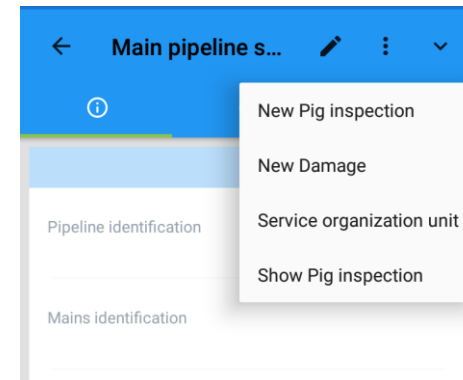 Main pipeline s...
New Pig inspection
New Damage
Pipeline identification
Service organization unit
Show Pig inspection
Mains identification